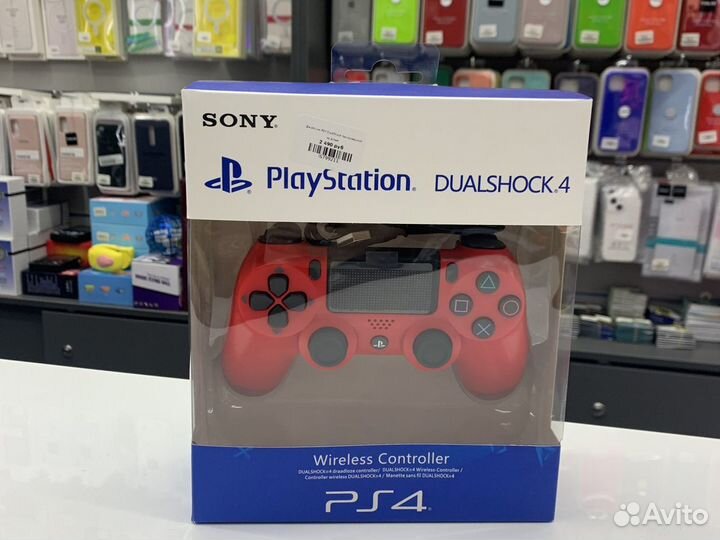 SONY
2 490 руб
PlayStation® DUALSHOCK®4
Wireless Controller
DUALSHOCK®4 draadloze controller/ DUALSHOCK®4 Wireless-Controller /
Controller wireless DUALSHOCK®4 / Manette sans fil DUALSHOCK®4
PS4
Avito